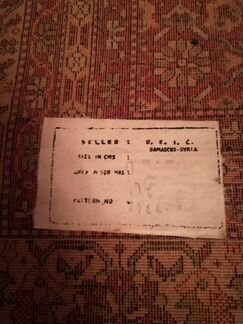 SELLER : U. E. I. C.
DAMASCUS-SYRIA
SIZE IN CMS :
AREA IN SQR MRS :
PATTERN NO